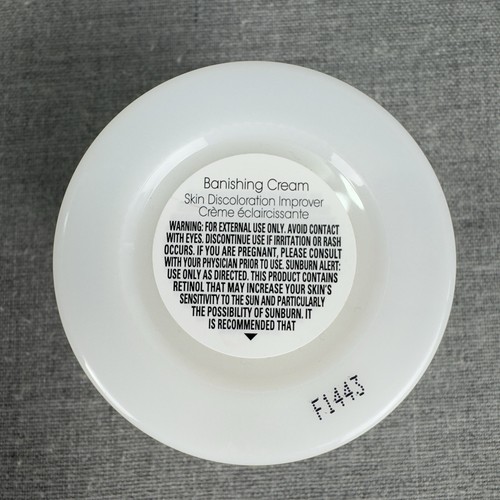 Banishing Cream
Skin Discoloration Improver
Crème éclaircissante
WARNING: FOR EXTERNAL USE ONLY. AVOID CONTACT
WITH EYES. DISCONTINUE USE IF IRRITATION OR RASH
OCCURS. IF YOU ARE PREGNANT, PLEASE CONSULT
WITH YOUR PHYSICIAN PRIOR TO USE. SUNBURN ALERT:
USE ONLY AS DIRECTED. THIS PRODUCT CONTAINS
RETINOL THAT MAY INCREASE YOUR SKIN'S
SENSITIVITY TO THE SUN AND PARTICULARLY
THE POSSIBILITY OF SUNBURN. IT
IS RECOMMENDED THAT
F1443